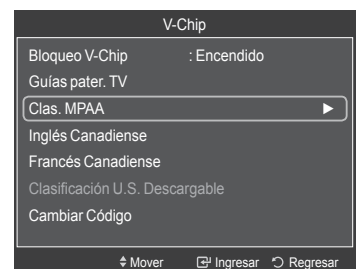 V-Chip
Bloqueo V-Chip : Encendido
Guías pater. TV
Clas. MPAA
Inglés Canadiense
Francés Canadiense
Clasificación U.S. Descargable
Cambiar Código
Mover Ingresar Regresar